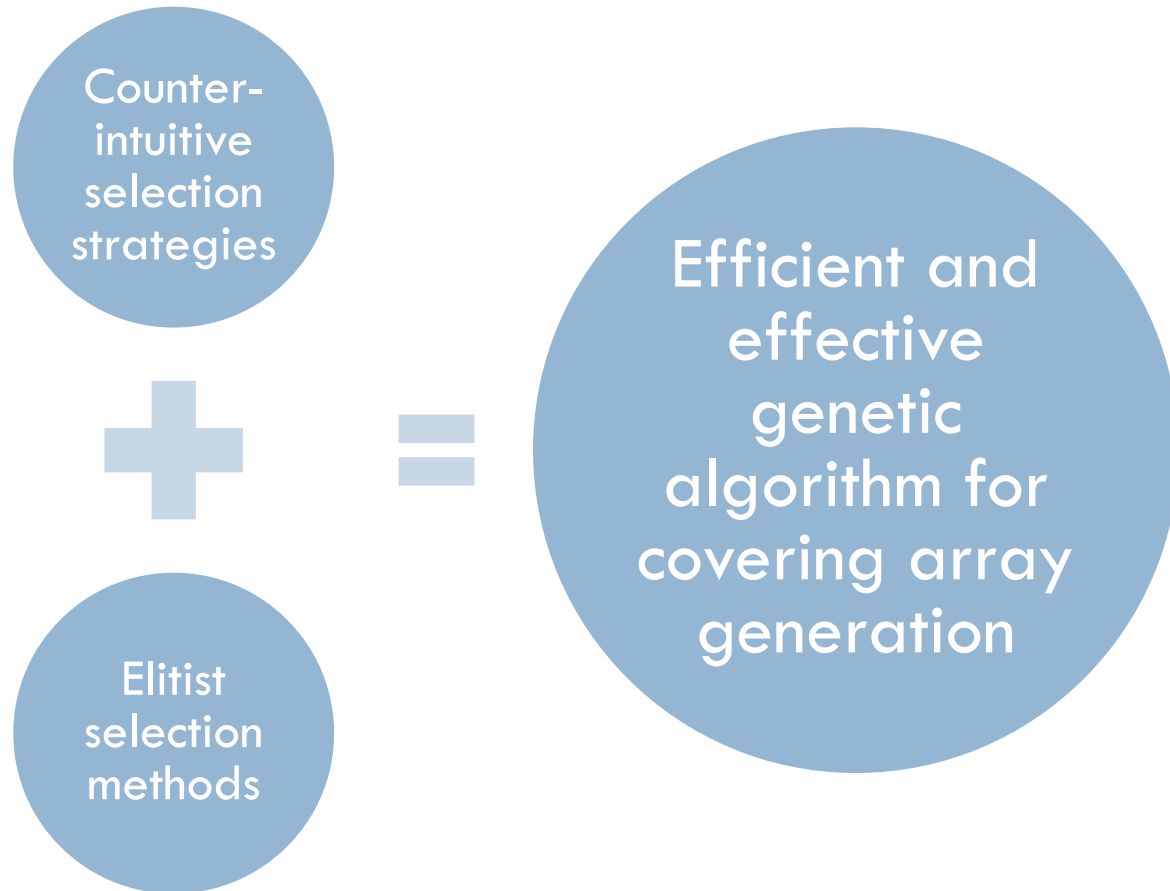 Counter-
intuitive
selection
strategies
Elitist
selection
methods
Efficient and
effective
genetic
algorithm for
covering array
generation